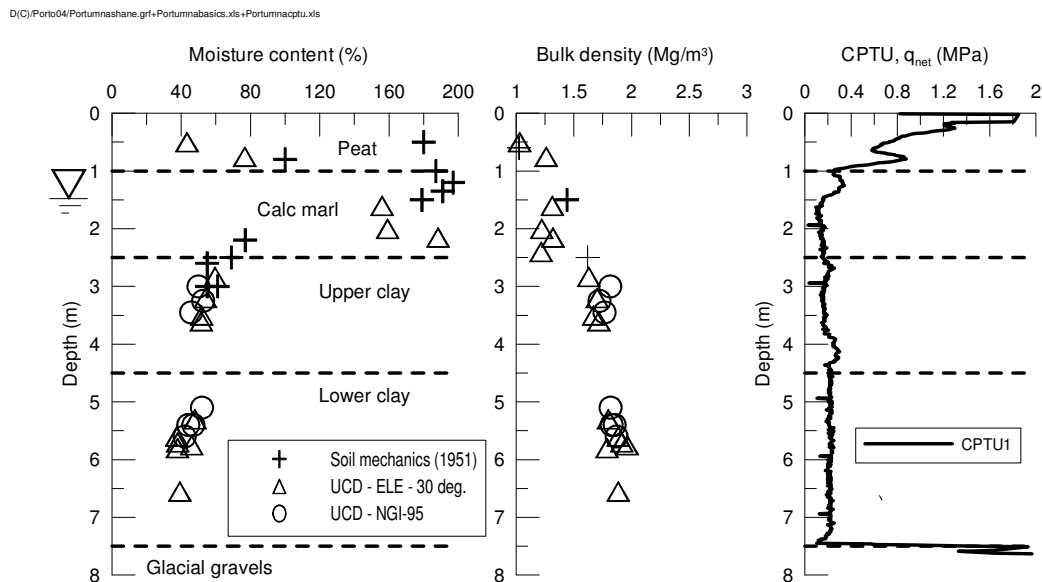 D(C)/Porto04/Portumnashane.grf+Portumnabasics.xls+Portumnacptu.xls
Moisture content (%)
0 40 80 120 160 200
Bulk density (Mg/m³)
1 1.5 2 2.5 3
CPTU, qnet (MPa)
0 0.4 0.8 1.2 1.6 2
Depth (m)
0
1
2
3
4
5
6
7
8
Peat
Calc marl
Upper clay
Lower clay
Glacial gravels
Soil mechanics (1951)
UCD - ELE - 30 deg.
UCD - NGI-95
0
1
2
3
4
5
6
7
8
Depth (m)
0
1
2
3
4
5
6
7
8
CPTU1